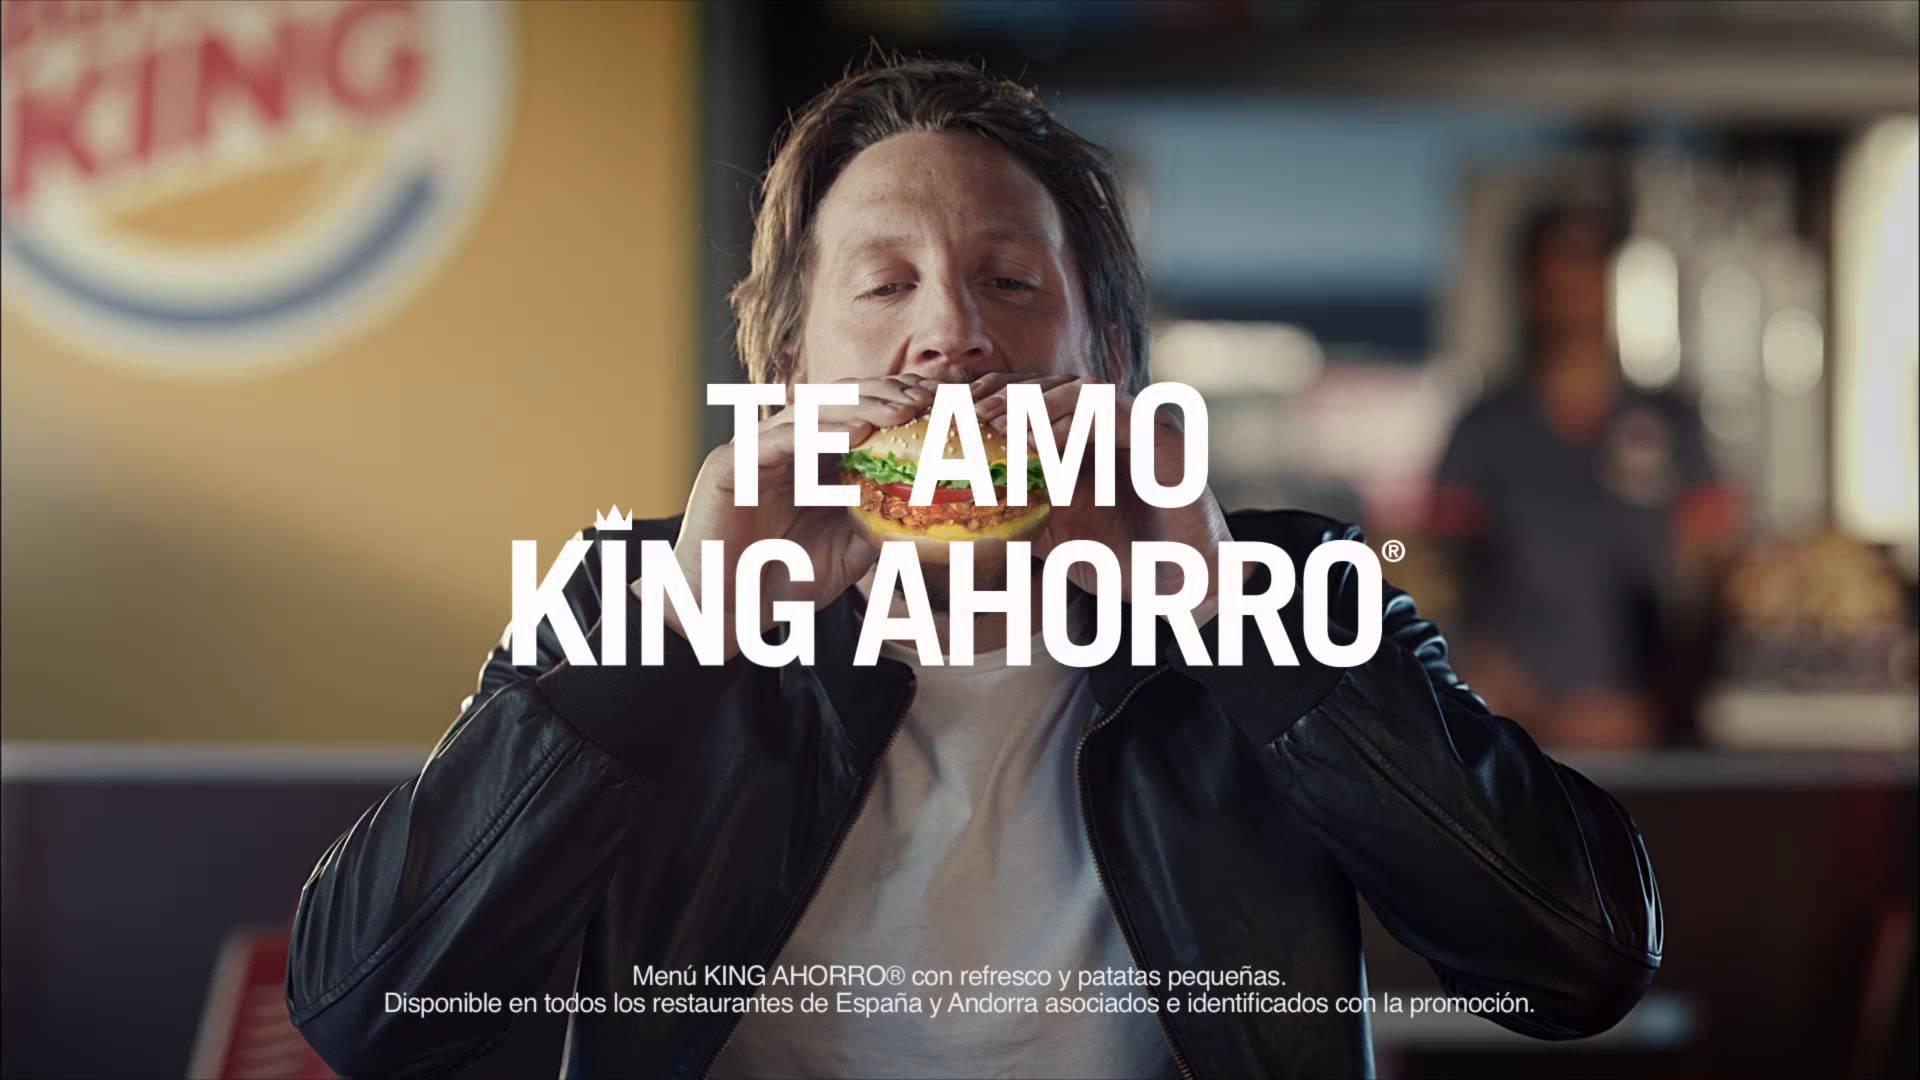 KING
TE AMO
KING AHORRO®
Menú KING AHORRO® con refresco y patatas pequeñas.
Disponible en todos los restaurantes de España y Andorra asociados e identificados con la promoción.